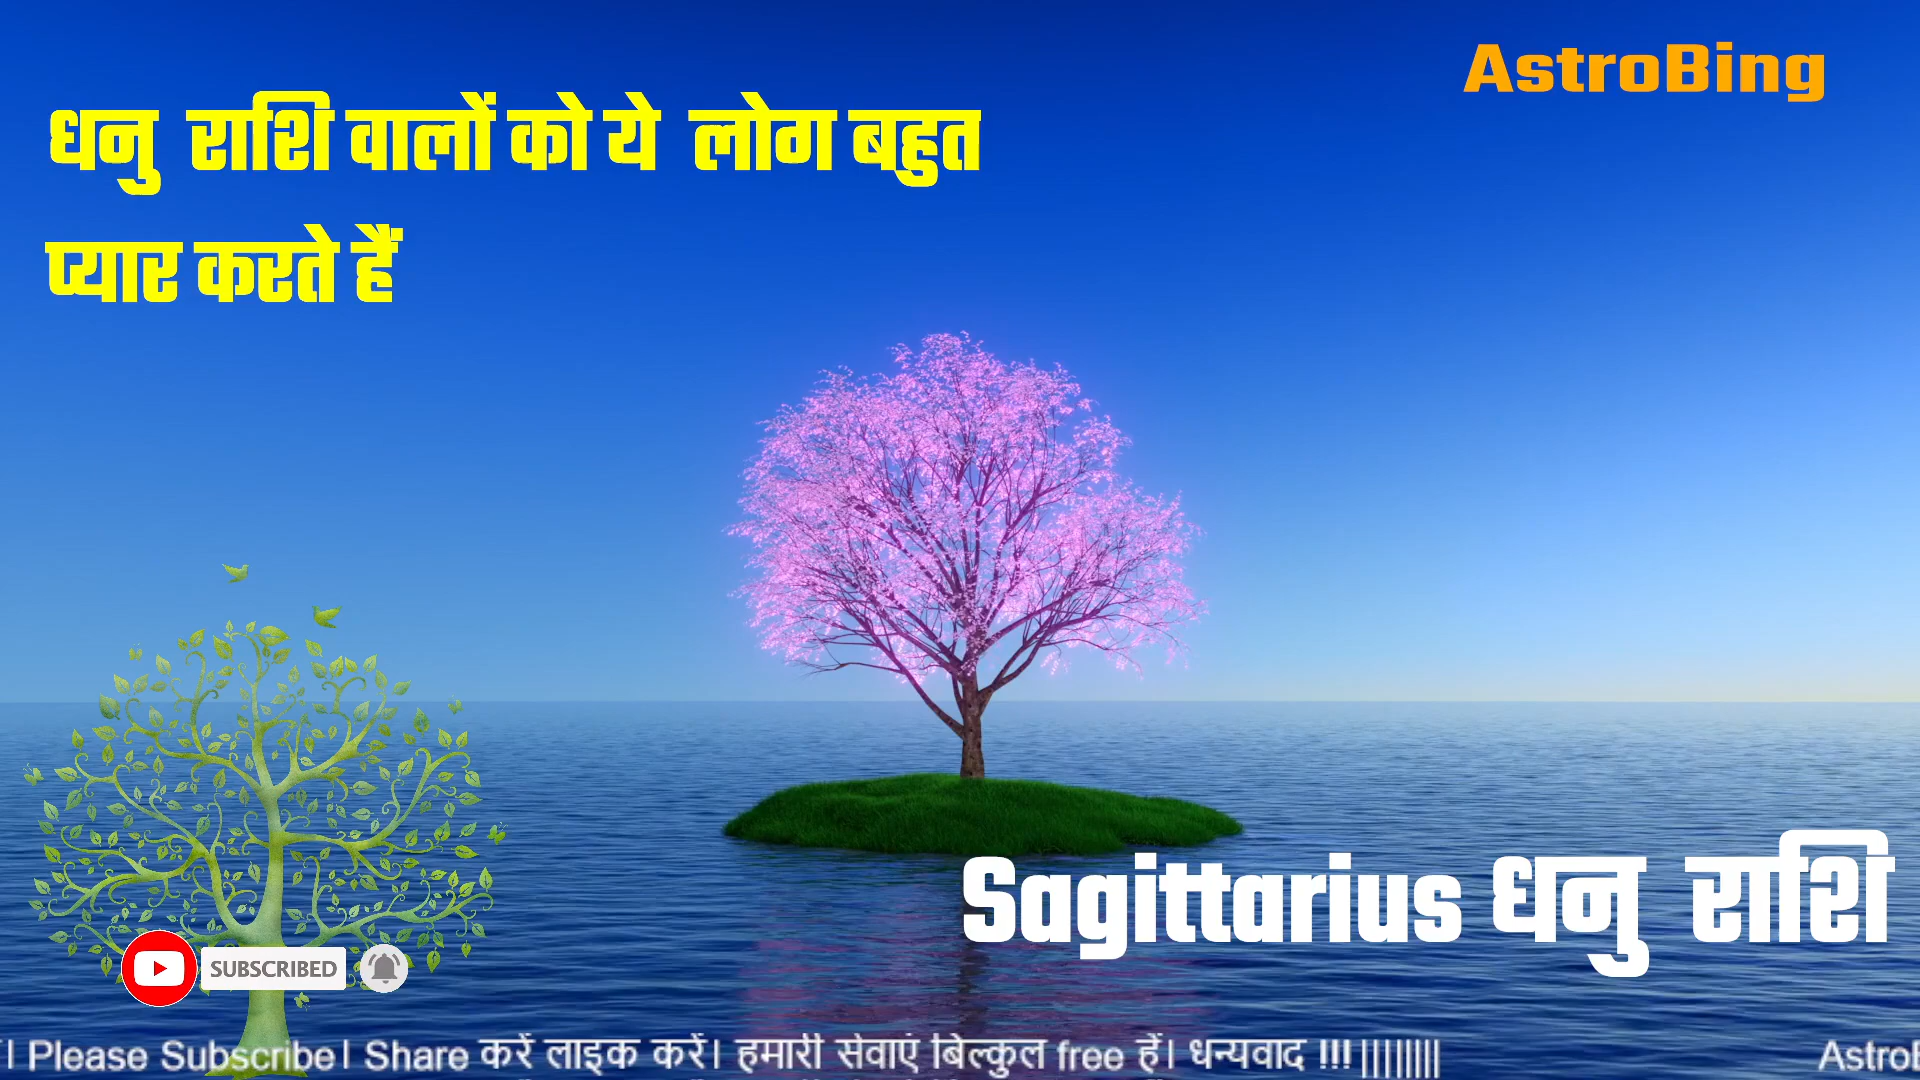 AstroBing
धनु राशि वालों को ये लोग बहुत
प्यार करते हैं
Sagittarius धनु राशि
SUBSCRIBED
। Please Subscribe। Share करें लाइक करें। हमारी सेवाएं बिल्कुल free हें। धन्यवाद !!! ||||||||